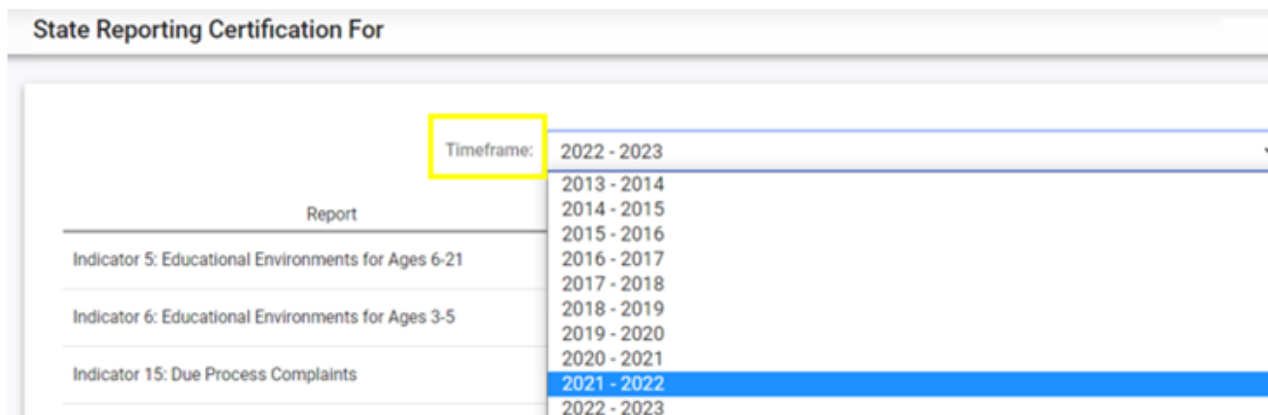 State Reporting Certification For
Timeframe:
2022 - 2023
2013 - 2014
2014 - 2015
2015 - 2016
2016 - 2017
2017 - 2018
2018 - 2019
2019 - 2020
2020 - 2021
2021 - 2022
2022 - 2023
Report
Indicator 5: Educational Environments for Ages 6-21
Indicator 6: Educational Environments for Ages 3-5
Indicator 15: Due Process Complaints